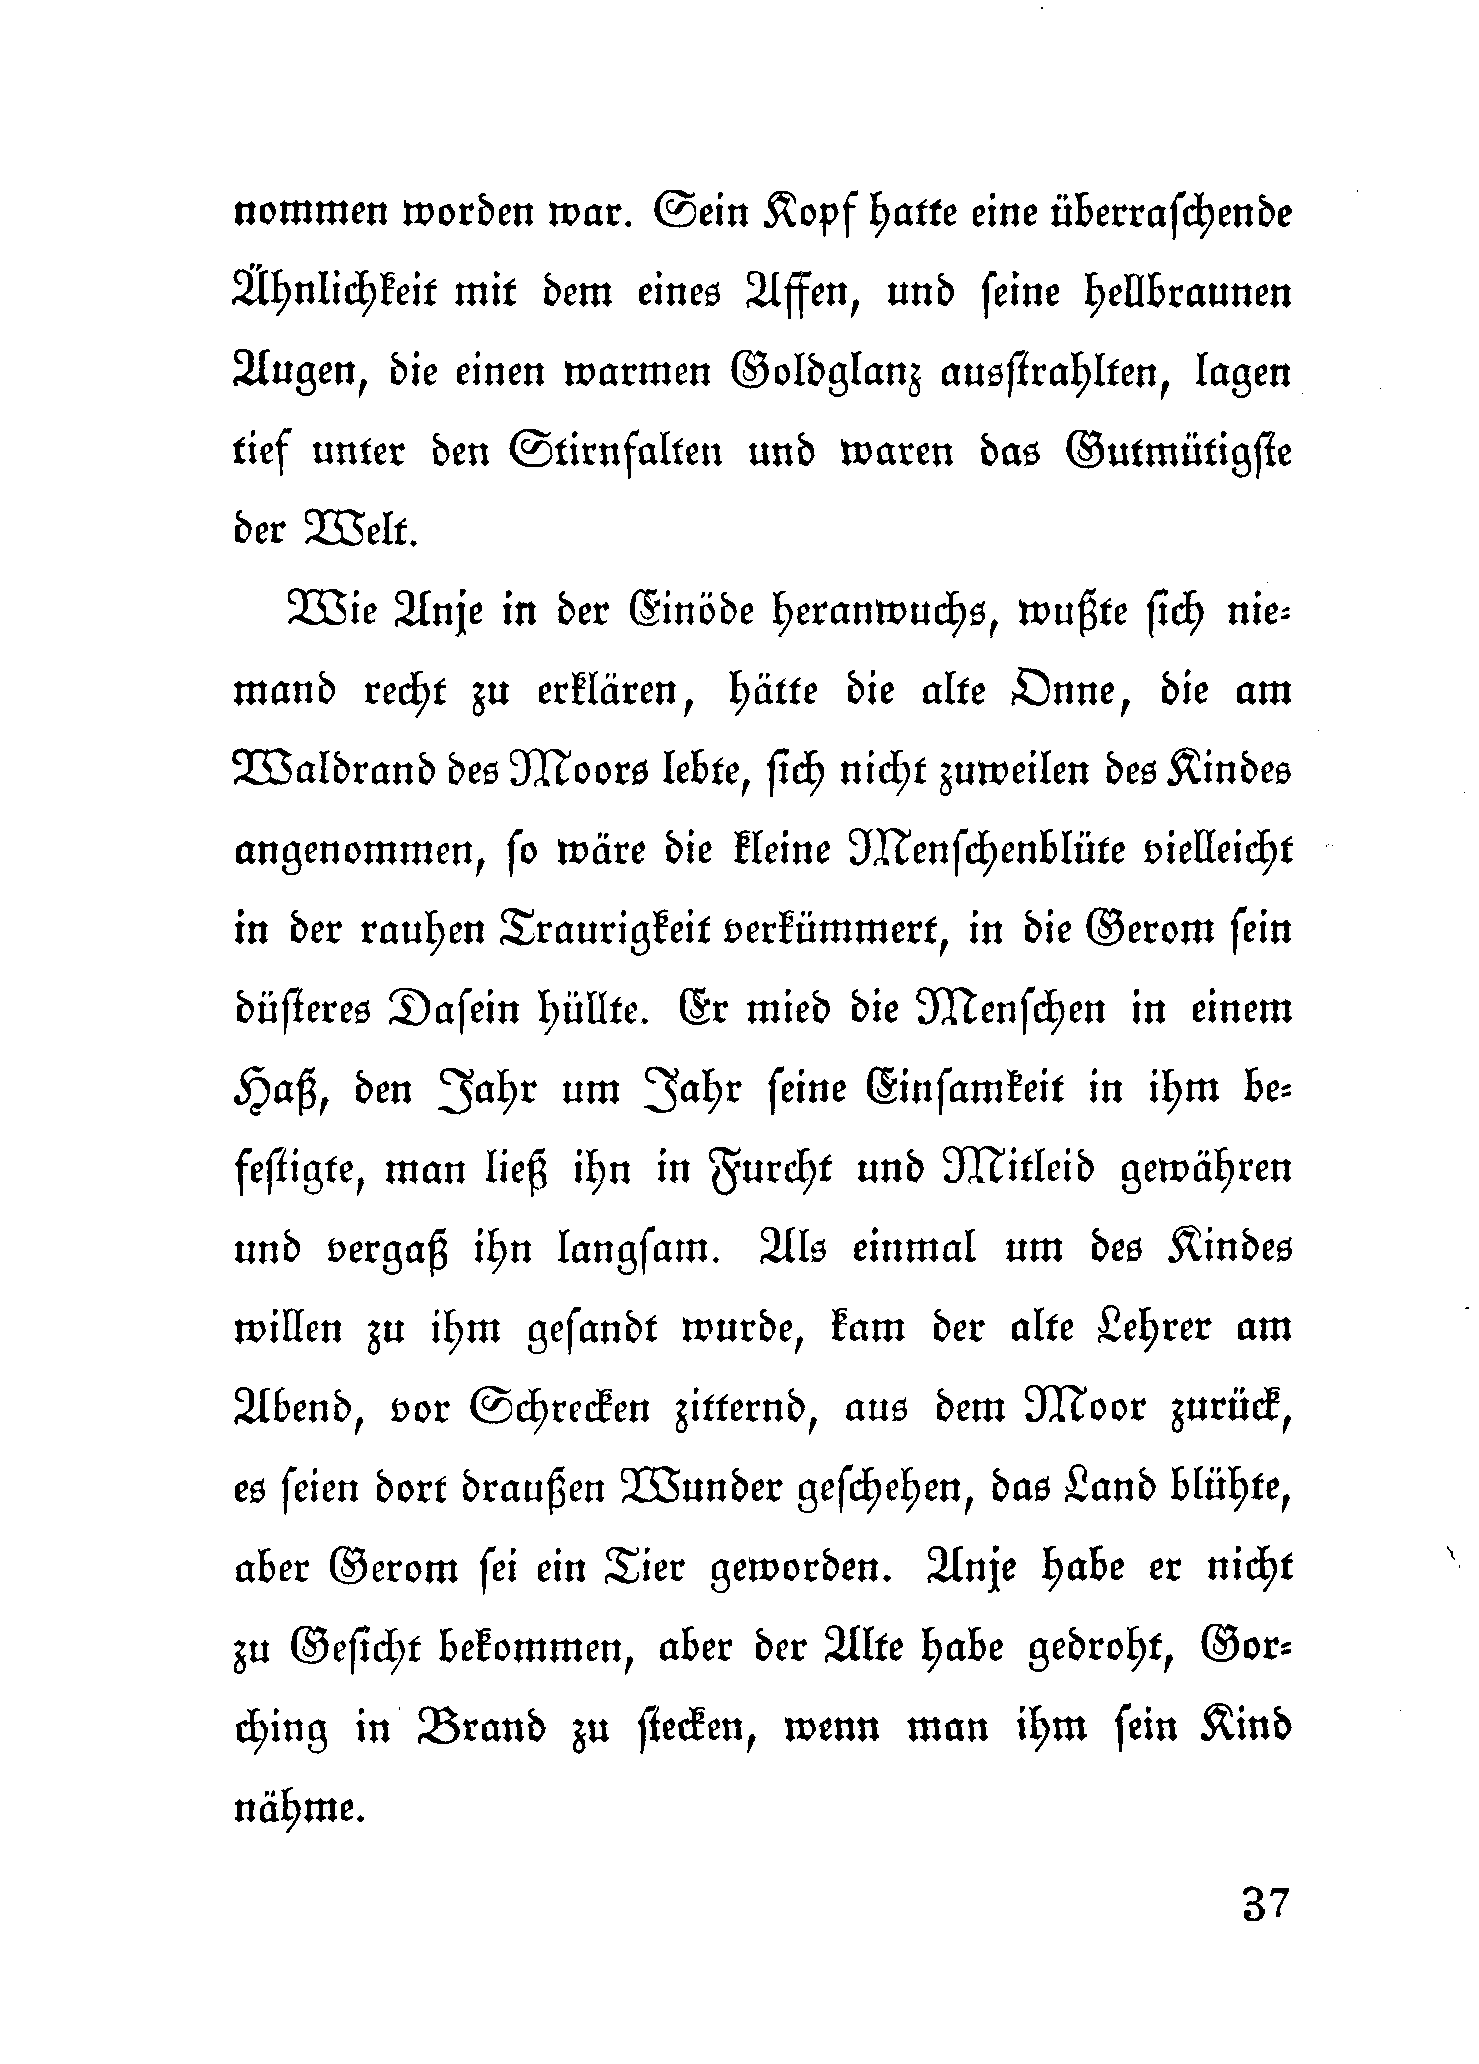 nommen worden war. Sein Kopf hatte eine überraschende
Ähnlichkeit mit dem eines Affen, und seine hellbraunen
Augen, die einen warmen Goldglanz ausstrahlten, lagen
tief unter den Stirnfalten und waren das Gutmütigste
der Welt.
Wie Anje in der Einöde heranwuchs, wußte sich nie-
mand recht zu erklären, hätte die alte Onne, die am
Waldrand des Moors lebte, sich nicht zuweilen des Kindes
angenommen, so wäre die kleine Menschenblüte vielleicht
in der rauhen Traurigkeit verkümmert, in die Gerom sein
düsteres Dasein hüllte. Er mied die Menschen in einem
Haß, den Jahr um Jahr seine Einsamkeit in ihm be-
festigte, man ließ ihn in Furcht und Mitleid gewähren
und vergaß ihn langsam. Als einmal um des Kindes
willen zu ihm gesandt wurde, kam der alte Lehrer am
Abend, vor Schrecken zitternd, aus dem Moor zurück,
es seien dort draußen Wunder geschehen, das Land blühte,
aber Gerom sei ein Tier geworden. Anje habe er nicht
zu Gesicht bekommen, aber der Alte habe gedroht, Gor-
ching in Brand zu stecken, wenn man ihm sein Kind
nähme.
37